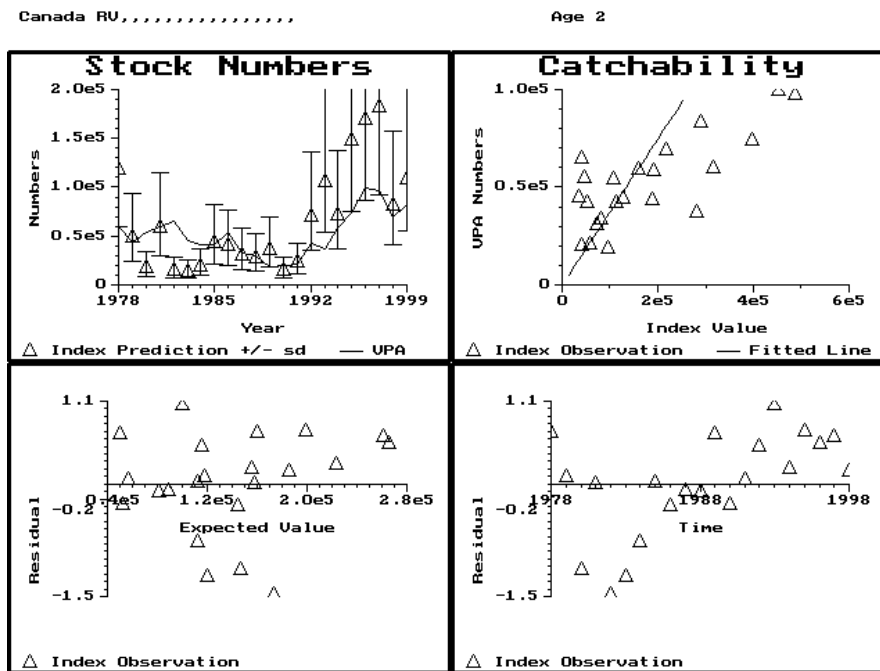 Canada RV,,,,,,,,,,,,,,,, Age 2
Stock Numbers
2.0e5
1.5e5
1.0e5
0.5e5
0
Numbers
1978 1985 1992 1999
Year
△ Index Prediction +/- sd — VPA
Catchability
1.0e5
0.5e5
0
VPA Numbers
0 2e5 4e5 6e5
Index Value
△ Index Observation — Fitted Line
1.1
-0.2
-1.5
Residual
0.4e5 1.2e5 2.0e5 2.8e5
Expected Value
△ Index Observation
1.1
-0.2
-1.5
Residual
1978 1988 1998
Time
△ Index Observation